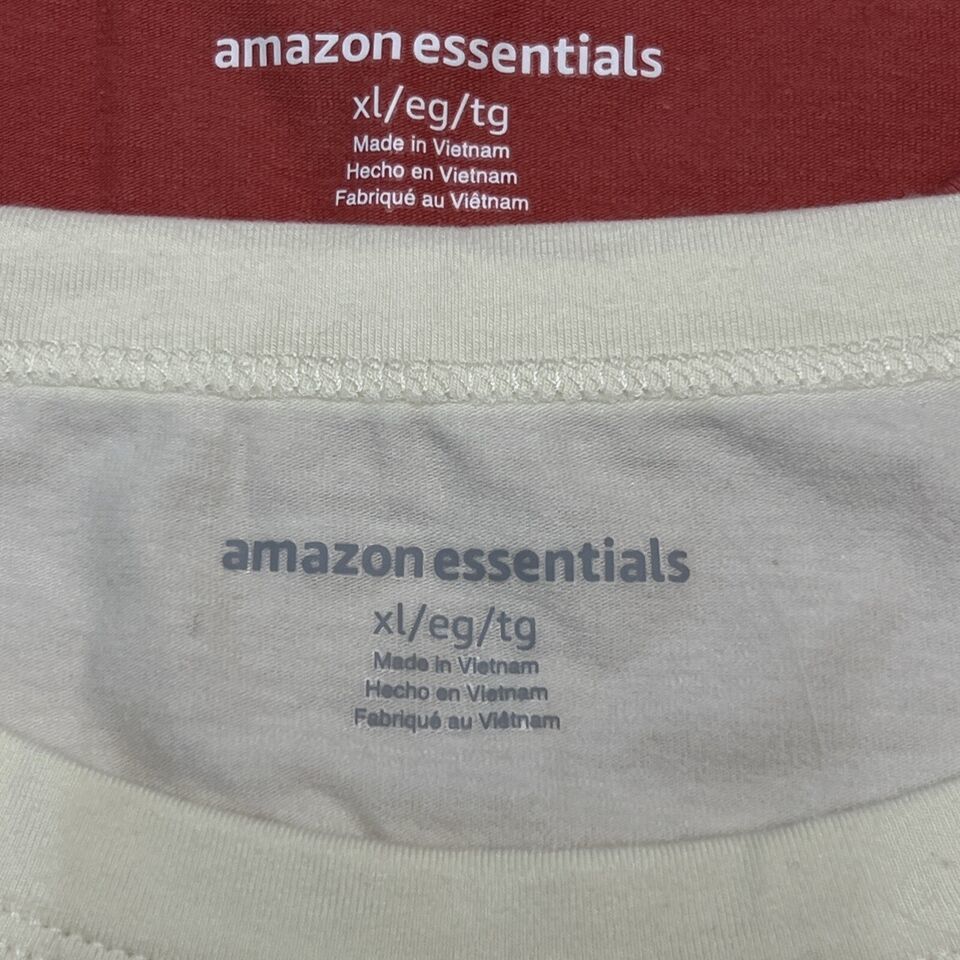 amazon essentials
xl/eg/tg
Made in Vietnam
Hecho en Vietnam
Fabriqué au Viêtnam
amazon essentials
xl/eg/tg
Made in Vietnam
Hecho en Vietnam
Fabriqué au Viêtnam